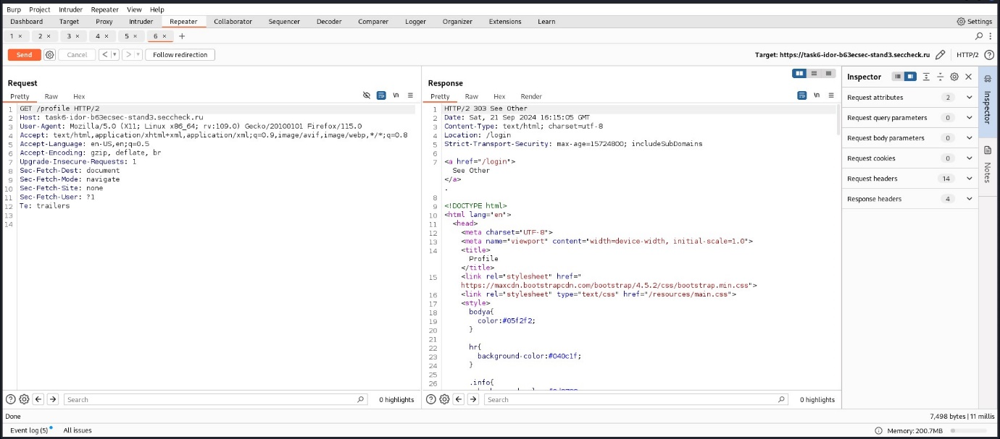 Burp Project Intruder Repeater View Help
Dashboard Target Proxy Intruder Repeater Collaborator Sequencer Decoder Comparer Logger Organizer Extensions Learn Settings
1 × 2 × 3 × 4 × 5 × 6 × +
Send Cancel < > Follow redirection Target: https://task6-idor-b63ecsec-stand3.seccheck.ru HTTP/2
Request
Pretty Raw Hex \n
1 GET /profile HTTP/2
2 Host: task6-idor-b63ecsec-stand3.seccheck.ru
3 User-Agent: Mozilla/5.0 (X11; Linux x86_64; rv:109.0) Gecko/20100101 Firefox/115.0
4 Accept: text/html,application/xhtml+xml,application/xml;q=0.9,image/avif,image/webp,*/*;q=0.8
5 Accept-Language: en-US,en;q=0.5
6 Accept-Encoding: gzip, deflate, br
7 Upgrade-Insecure-Requests: 1
8 Sec-Fetch-Dest: document
9 Sec-Fetch-Mode: navigate
10 Sec-Fetch-Site: none
11 Sec-Fetch-User: ?1
12 Te: trailers
13
14
Search 0 highlights
Response
Pretty Raw Hex Render \n
1 HTTP/2 303 See Other
2 Date: Sat, 21 Sep 2024 16:15:05 GMT
3 Content-Type: text/html; charset=utf-8
4 Location: /login
5 Strict-Transport-Security: max-age=15724800; includeSubDomains
6
7 <a href="/login">
See Other
</a>
.
8
9 <!DOCTYPE html>
10 <html lang="en">
11 <head>
12 <meta charset="UTF-8">
13 <meta name="viewport" content="width=device-width, initial-scale=1.0">
14 <title>
Profile
</title>
15 <link rel="stylesheet" href="
https://maxcdn.bootstrapcdn.com/bootstrap/4.5.2/css/bootstrap.min.css">
16 <link rel="stylesheet" type="text/css" href="/resources/main.css">
17 <style>
18 bodya{
19 color:#05f2f2;
20 }
21
22 hr{
23 background-color:#040c1f;
24 }
25
26 .info{
Search 0 highlights
Inspector
Request attributes 2
Request query parameters 0
Request body parameters 0
Request cookies 0
Request headers 14
Response headers 4
Inspector
Notes
Done 7,498 bytes | 11 millis
Event log (5) All issues Memory: 200.7MB